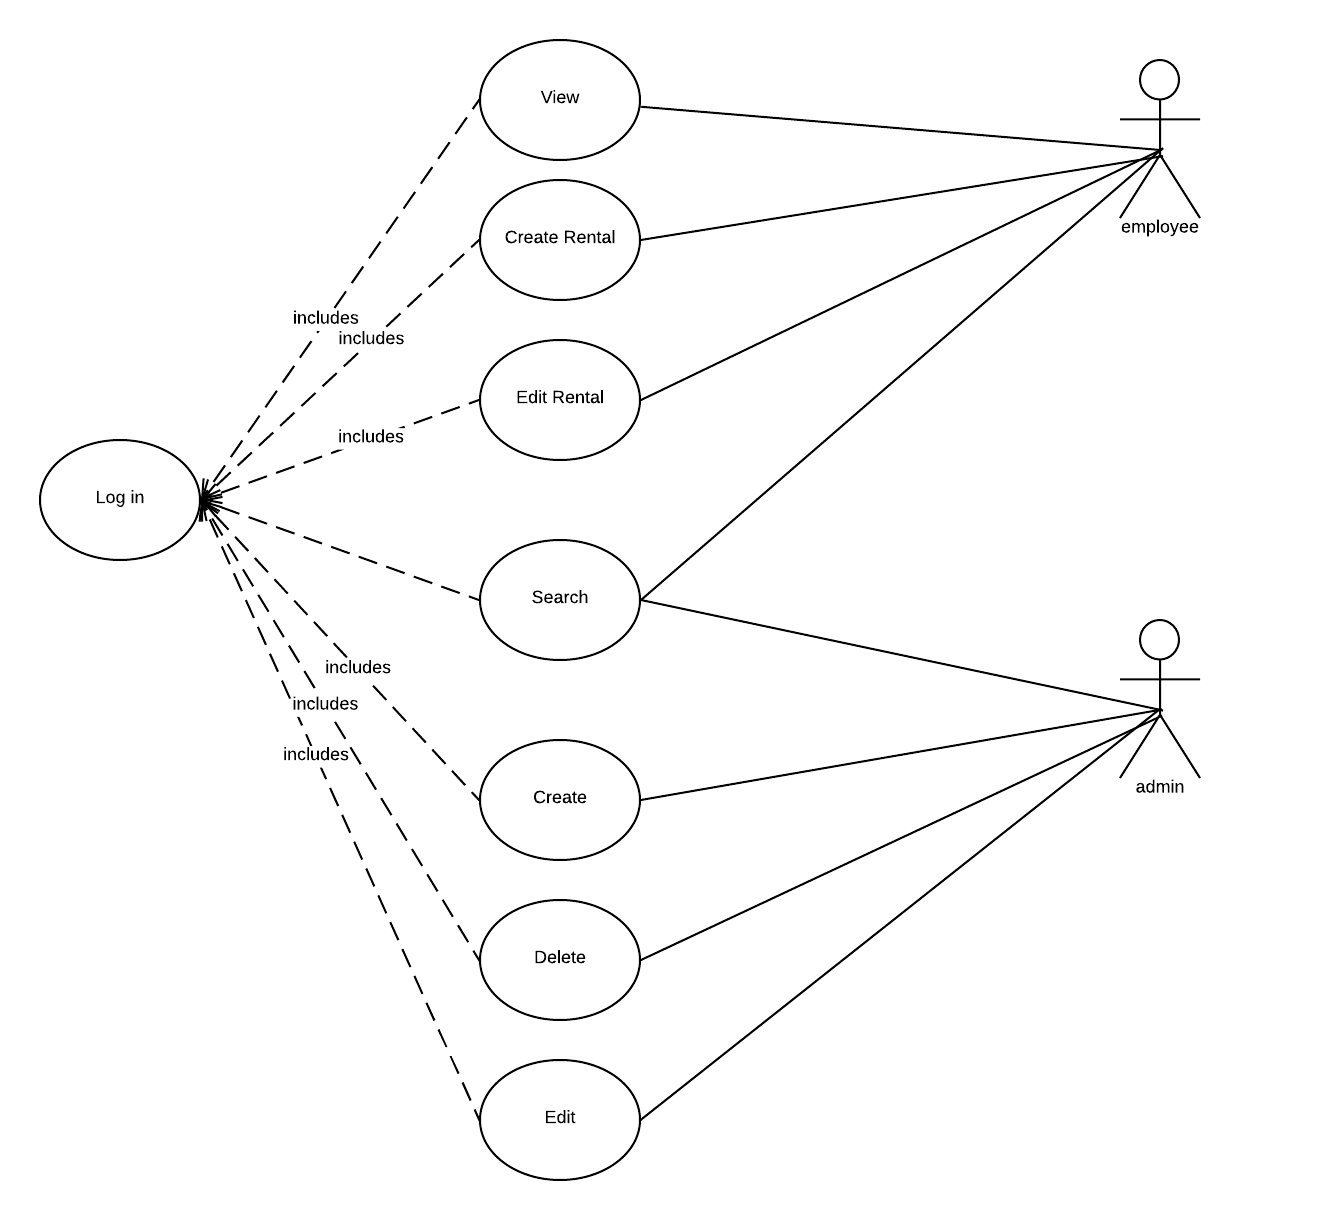 View
employee
Create Rental
includes
includes
Edit Rental
includes
Log in
Search
includes
includes
includes
admin
Create
Delete
Edit